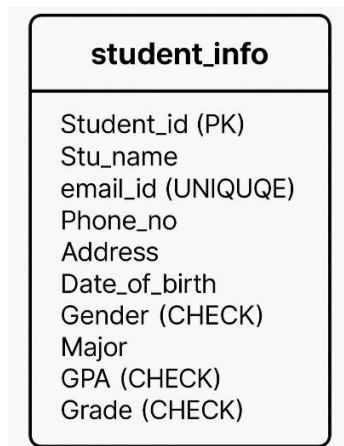 student_info
Student_id (PK)
Stu_name
email_id (UNIQUQE)
Phone_no
Address
Date_of_birth
Gender (CHECK)
Major
GPA (CHECK)
Grade (CHECK)